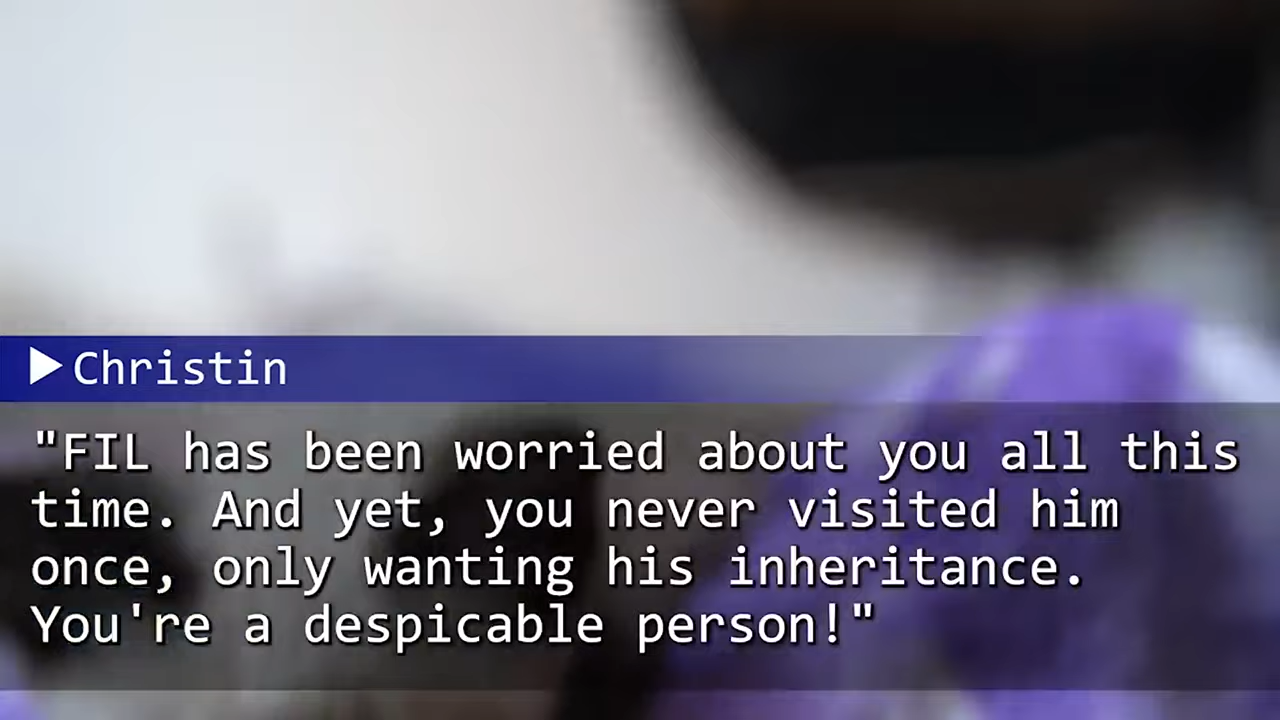 ▶Christin
"FIL has been worried about you all this
time. And yet, you never visited him
once, only wanting his inheritance.
You're a despicable person!"